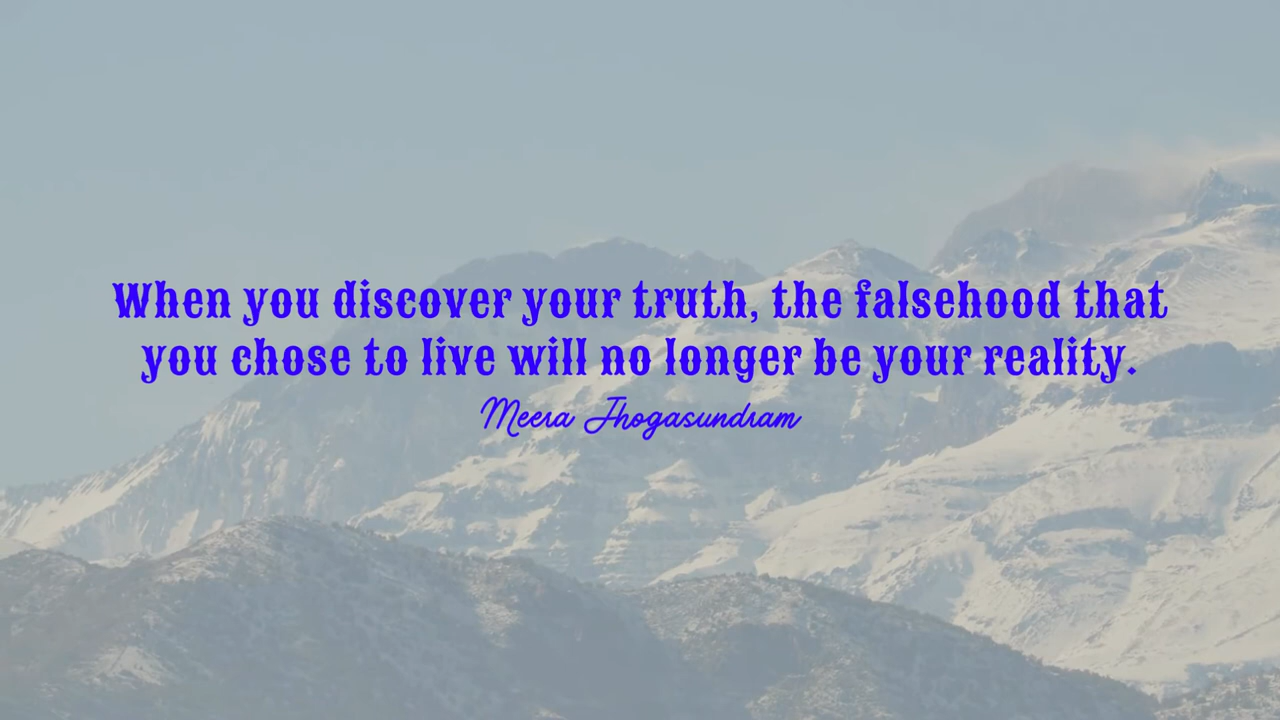 When you discover your truth, the falsehood that
you chose to live will no longer be your reality.
Meera Jhogasundram